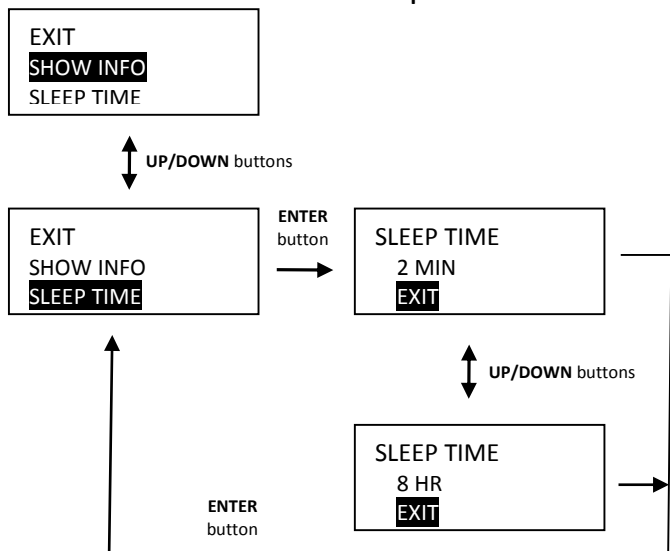 EXIT
SHOW INFO
SLEEP TIME
UP/DOWN buttons
EXIT
SHOW INFO
SLEEP TIME
ENTER
button
SLEEP TIME
2 MIN
EXIT
UP/DOWN buttons
SLEEP TIME
8 HR
EXIT
ENTER
button